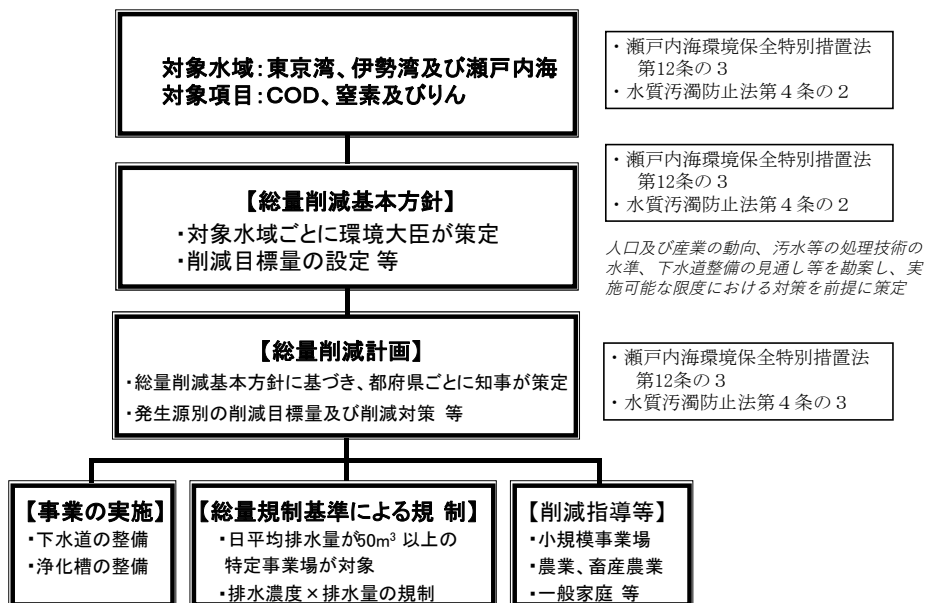 対象水域:東京湾、伊勢湾及び瀬戸内海
対象項目:COD、窒素及びりん
・瀬戸内海環境保全特別措置法
第12条の3
・水質汚濁防止法第4条の2
【総量削減基本方針】
・対象水域ごとに環境大臣が策定
・削減目標量の設定 等
・瀬戸内海環境保全特別措置法
第12条の3
・水質汚濁防止法第4条の2
人口及び産業の動向、汚水等の処理技術の
水準、下水道整備の見通し等を勘案し、実
施可能な限度における対策を前提に策定
【総量削減計画】
・総量削減基本方針に基づき、都府県ごとに知事が策定
・発生源別の削減目標量及び削減対策 等
・瀬戸内海環境保全特別措置法
第12条の3
・水質汚濁防止法第4条の3
【事業の実施】
・下水道の整備
・浄化槽の整備
【総量規制基準による規 制】
・日平均排水量が50m³ 以上の
特定事業場が対象
・排水濃度×排水量の規制
【削減指導等】
・小規模事業場
・農業、畜産農業
・一般家庭 等